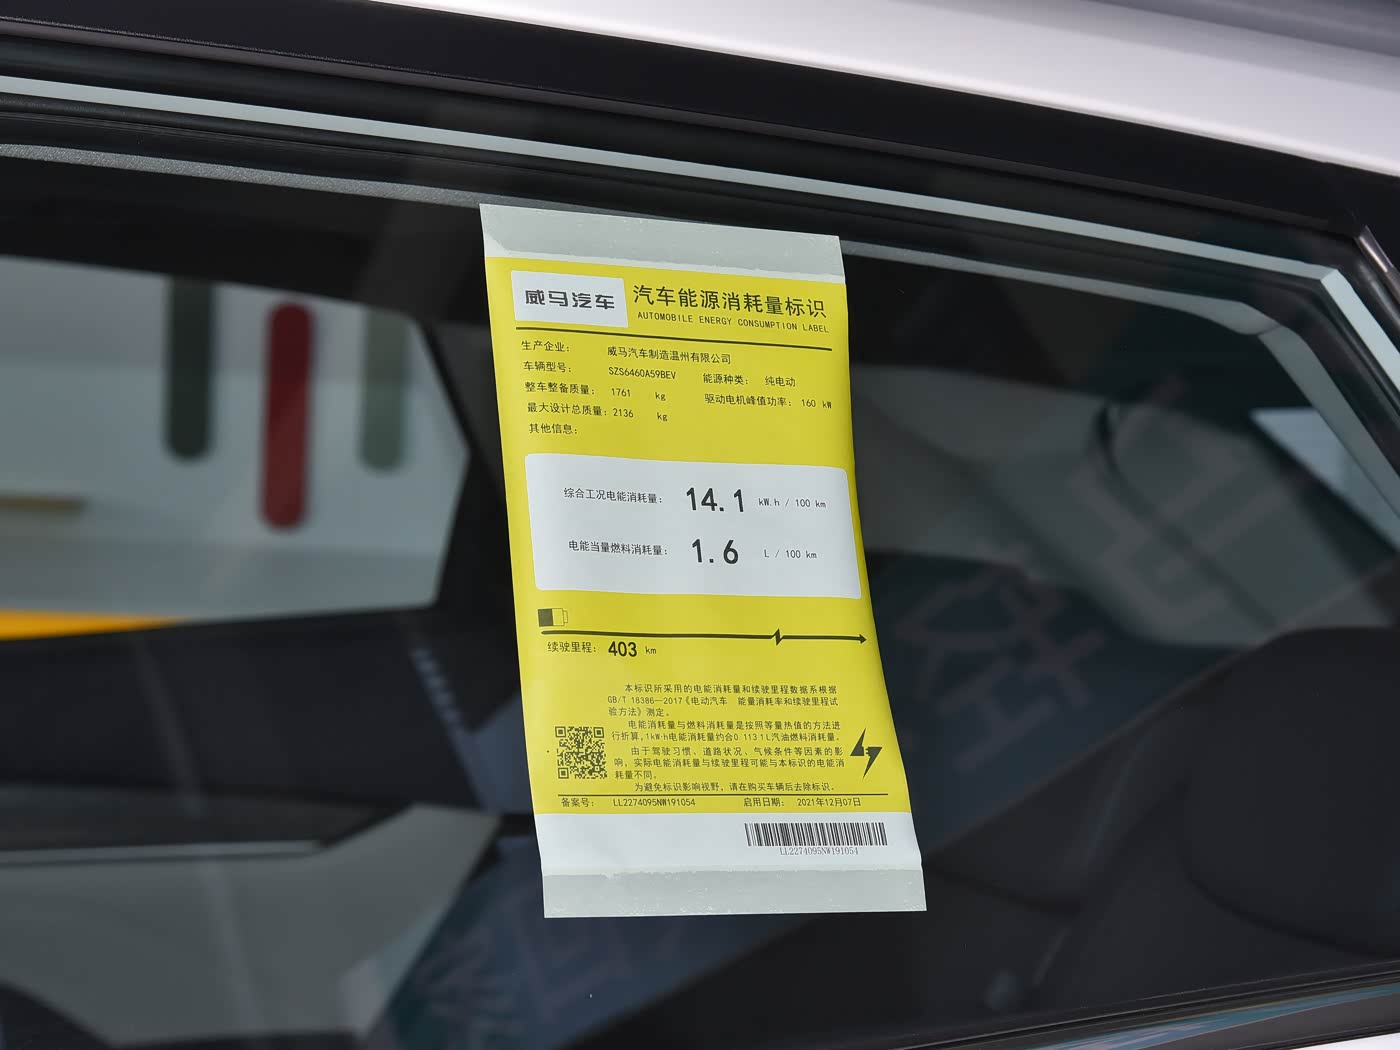 威马汽车
汽车能源消耗量标识
AUTOMOBILE ENERGY CONSUMPTION LABEL
生产企业： 威马汽车制造温州有限公司
车辆型号： SZS6460A59BEV 能源种类： 纯电动
整车整备质量： 1761 kg 驱动电机峰值功率： 160 kW
最大设计总质量：2136 kg
其他信息：
综合工况电能消耗量： 14.1 kW.h / 100 km
电能当量燃料消耗量： 1.6 L / 100 km
续驶里程： 403 km
本标识所采用的电能消耗量和续驶里程数据系根据
GB/T 18386—2017《电动汽车 能量消耗率和续驶里程试
验方法》测定。
电能消耗量与燃料消耗量是按照等量热值的方法进
行折算,1kW·h电能消耗量约合0.1131L汽油燃料消耗量。
由于驾驶习惯、道路状况、气候条件等因素的影
响，实际电能消耗量与续驶里程可能与本标识的电能消
耗量不同。
为避免标识影响视野，请在购买车辆后去除标识。
备案号： LL2274095NW191054 启用日期： 2021年12月07日
LL2274095NW191054